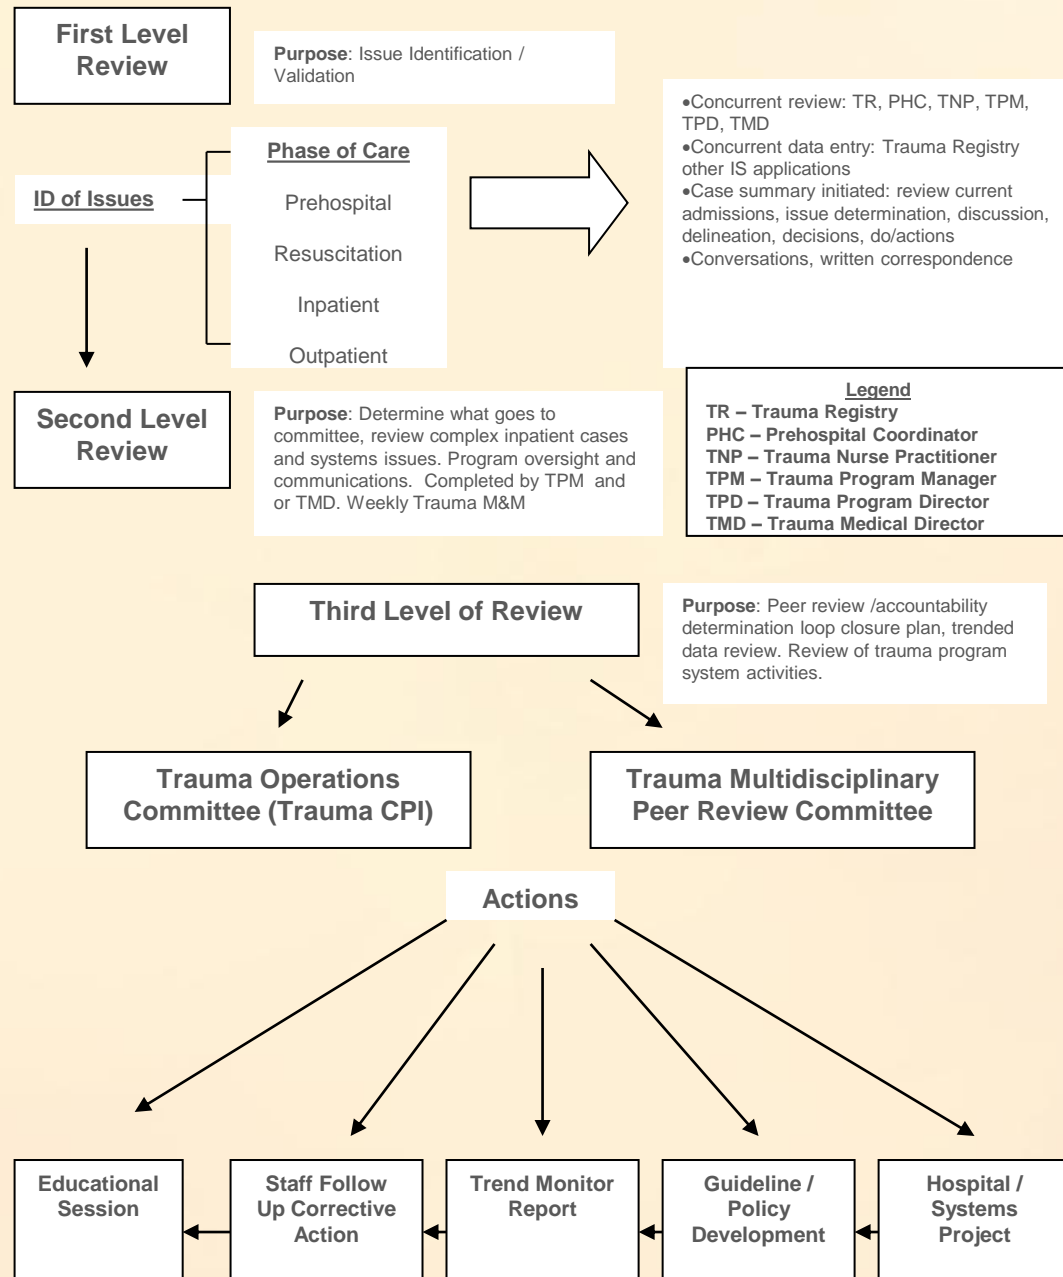 First Level
Review
Purpose: Issue Identification /
Validation
ID of Issues
Phase of Care
Prehospital
Resuscitation
Inpatient
Outpatient
•Concurrent review: TR, PHC, TNP, TPM,
TPD, TMD
•Concurrent data entry: Trauma Registry
other IS applications
•Case summary initiated: review current
admissions, issue determination, discussion,
delineation, decisions, do/actions
•Conversations, written correspondence
Second Level
Review
Purpose: Determine what goes to
committee, review complex inpatient cases
and systems issues. Program oversight and
communications. Completed by TPM and
or TMD. Weekly Trauma M&M
Legend
TR – Trauma Registry
PHC – Prehospital Coordinator
TNP – Trauma Nurse Practitioner
TPM – Trauma Program Manager
TPD – Trauma Program Director
TMD – Trauma Medical Director
Third Level of Review
Purpose: Peer review /accountability
determination loop closure plan, trended
data review. Review of trauma program
system activities.
Trauma Operations
Committee (Trauma CPI)
Trauma Multidisciplinary
Peer Review Committee
Actions
Educational
Session
Staff Follow
Up Corrective
Action
Trend Monitor
Report
Guideline /
Policy
Development
Hospital /
Systems
Project